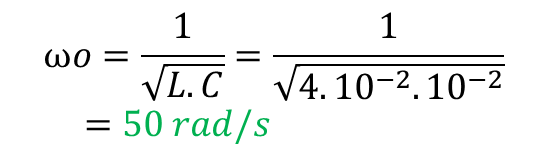 ωo = 1/√L.C = 1/√4.10⁻².10⁻²
= 50 rad/s